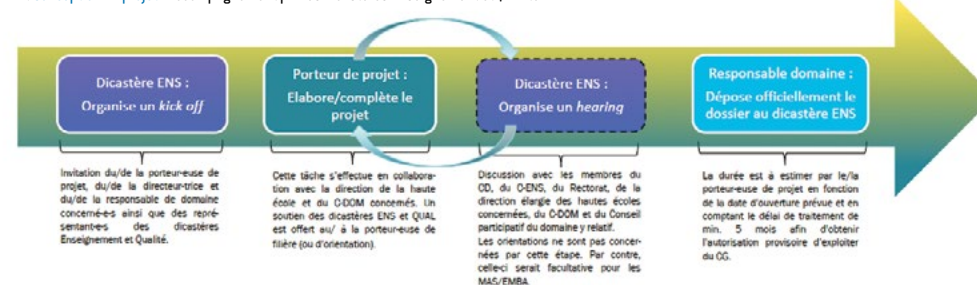 Dicastère ENS :
Organise un kick off
Porteur de projet :
Elabore/complète le
projet
Dicastère ENS :
Organise un hearing
Responsable domaine :
Dépose officiellement le
dossier au dicastère ENS
Invitation du/de la porteur-euse de
projet, du/de la directeur-trice et
du/de la responsable de domaine
concerné-e-s ainsi que des repré-
sentant-e-s des dicastères
Enseignement et Qualité.
Cette tâche s'effectue en collabora-
tion avec la direction de la haute
école et du C-DOM concernés. Un
soutien des dicastères ENS et QUAL
est offert au/ à la porteur-euse de
filière (ou d'orientation).
Discussion avec les membres du
CD, du C-ENS, du Rectorat, de la
direction élargie des hautes écoles
concernées, du C-DOM et du Conseil
participatif du domaine y relatif.
Les orientations ne sont pas concer-
nées par cette étape. Par contre,
celle-ci serait facultative pour les
MAS/EMBA.
La durée est à estimer par le/la
porteur-euse de projet en fonction
de la date d'ouverture prévue et en
comptant le délai de traitement de
min. 5 mois afin d'obtenir
l'autorisation provisoire d'exploiter
du CG.